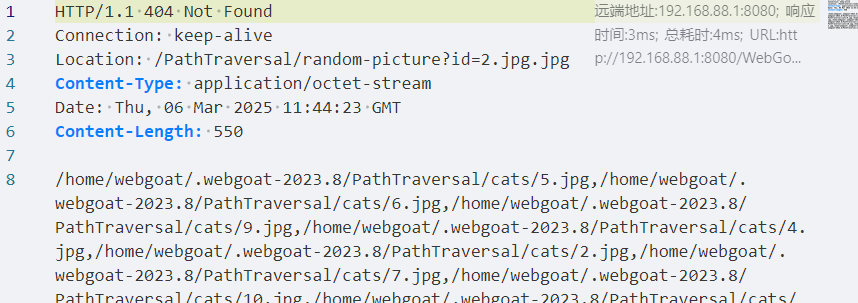 1 HTTP/1.1 404 Not Found
远端地址:192.168.88.1:8080; 响应
时间:3ms; 总耗时:4ms; URL:htt
p://192.168.88.1:8080/WebGo...
2 Connection: keep-alive
3 Location: /PathTraversal/random-picture?id=2.jpg.jpg
4 Content-Type: application/octet-stream
5 Date: Thu, 06 Mar 2025 11:44:23 GMT
6 Content-Length: 550
7
8 /home/webgoat/.webgoat-2023.8/PathTraversal/cats/5.jpg,/home/webgoat/.
webgoat-2023.8/PathTraversal/cats/6.jpg,/home/webgoat/.webgoat-2023.8/
PathTraversal/cats/9.jpg,/home/webgoat/.webgoat-2023.8/PathTraversal/cats/4.
jpg,/home/webgoat/.webgoat-2023.8/PathTraversal/cats/2.jpg,/home/webgoat/.
webgoat-2023.8/PathTraversal/cats/7.jpg,/home/webgoat/.webgoat-2023.8/
PathTraversal/cats/10.jpg,/home/webgoat/.webgoat-2023.8/PathTraversal/cats/